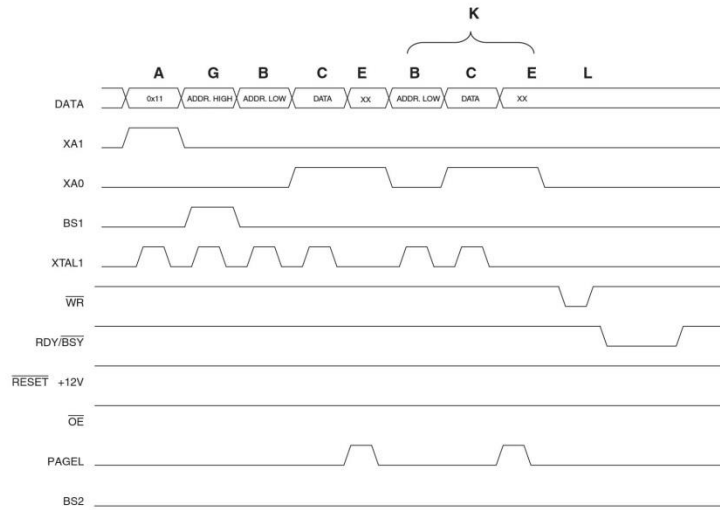 K
A G B C E B C E L
DATA 0x11 ADDR. HIGH ADDR. LOW DATA XX ADDR. LOW DATA XX
XA1
XA0
BS1
XTAL1
WR
RDY/BSY
RESET +12V
OE
PAGEL
BS2